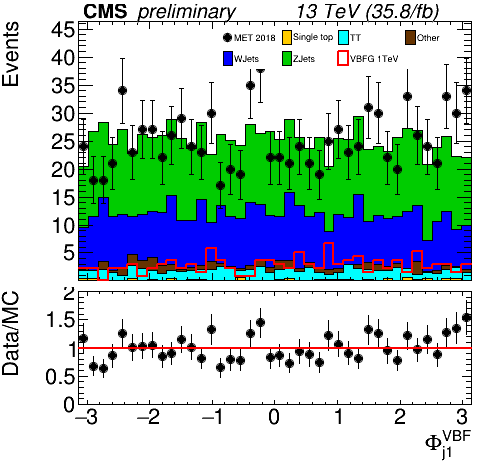 CMS preliminary 13 TeV (35.8/fb)
Events
MET 2018 Single top TT Other
WJets ZJets VBFG 1TeV
45
40
35
30
25
20
15
10
5
Data/MC
2
1.5
1
0.5
0
−3 −2 −1 0 1 2 3
Φ_{j1}^{VBF}